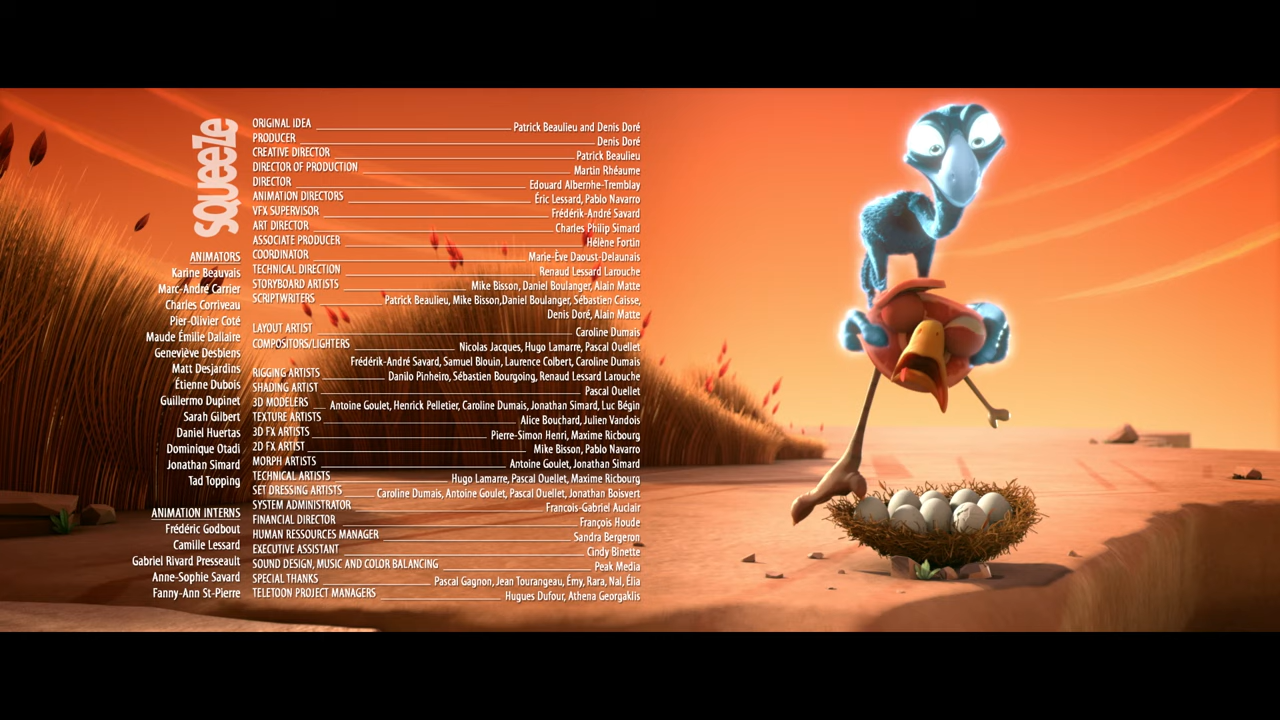 squeeze
ORIGINAL IDEA Patrick Beaulieu and Denis Doré
PRODUCER Denis Doré
CREATIVE DIRECTOR Patrick Beaulieu
DIRECTOR OF PRODUCTION Martin Rhéaume
DIRECTOR Edouard Albernhe-Tremblay
ANIMATION DIRECTORS Éric Lessard, Pablo Navarro
VFX SUPERVISOR Frédérik-André Savard
ART DIRECTOR Charles Philip Simard
ASSOCIATE PRODUCER Hélène Fortin
COORDINATOR Marie-Ève Daoust-Delaunais
TECHNICAL DIRECTION Renaud Lessard Larouche
STORYBOARD ARTISTS Mike Bisson, Daniel Boulanger, Alain Matte
SCRIPTWRITERS Patrick Beaulieu, Mike Bisson,Daniel Boulanger, Sébastien Caisse,
Denis Doré, Alain Matte
LAYOUT ARTIST Caroline Dumais
COMPOSITORS/LIGHTERS Nicolas Jacques, Hugo Lamarre, Pascal Ouellet
Frédérik-André Savard, Samuel Blouin, Laurence Colbert, Caroline Dumais
RIGGING ARTISTS Danilo Pinheiro, Sébastien Bourgoing, Renaud Lessard Larouche
SHADING ARTIST Pascal Ouellet
3D MODELERS Antoine Goulet, Henrick Pelletier, Caroline Dumais, Jonathan Simard, Luc Bégin
TEXTURE ARTISTS Alice Bouchard, Julien Vandois
3D FX ARTISTS Pierre-Simon Henri, Maxime Ricbourg
2D FX ARTIST Mike Bisson, Pablo Navarro
MORPH ARTISTS Antoine Goulet, Jonathan Simard
TECHNICAL ARTISTS Hugo Lamarre, Pascal Ouellet, Maxime Ricbourg
SET DRESSING ARTISTS Caroline Dumais, Antoine Goulet, Pascal Ouellet, Jonathan Boisvert
SYSTEM ADMINISTRATOR Francois-Gabriel Auclair
FINANCIAL DIRECTOR François Houde
HUMAN RESSOURCES MANAGER Sandra Bergeron
EXECUTIVE ASSISTANT Cindy Binette
SOUND DESIGN, MUSIC AND COLOR BALANCING Peak Media
SPECIAL THANKS Pascal Gagnon, Jean Tourangeau, Émy, Rara, Nal, Élia
TELETOON PROJECT MANAGERS Hugues Dufour, Athena Georgaklis
ANIMATORS
Karine Beauvais
Marc-André Carrier
Charles Corriveau
Pier-Olivier Coté
Maude Émilie Dallaire
Geneviève Desbiens
Matt Desjardins
Étienne Dubois
Guillermo Dupinet
Sarah Gilbert
Daniel Huertas
Dominique Otadi
Jonathan Simard
Tad Topping
ANIMATION INTERNS
Frédéric Godbout
Camille Lessard
Gabriel Rivard Presseault
Anne-Sophie Savard
Fanny-Ann St-Pierre